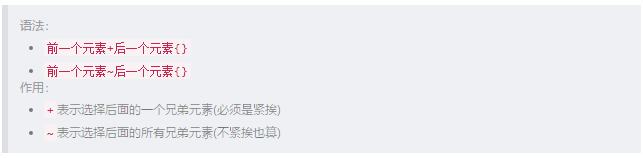 语法:
• 前一个元素+后一个元素{}
• 前一个元素~后一个元素{}
作用:
• + 表示选择后面的一个兄弟元素(必须是紧挨)
• ~ 表示选择后面的所有兄弟元素(不紧挨也算)